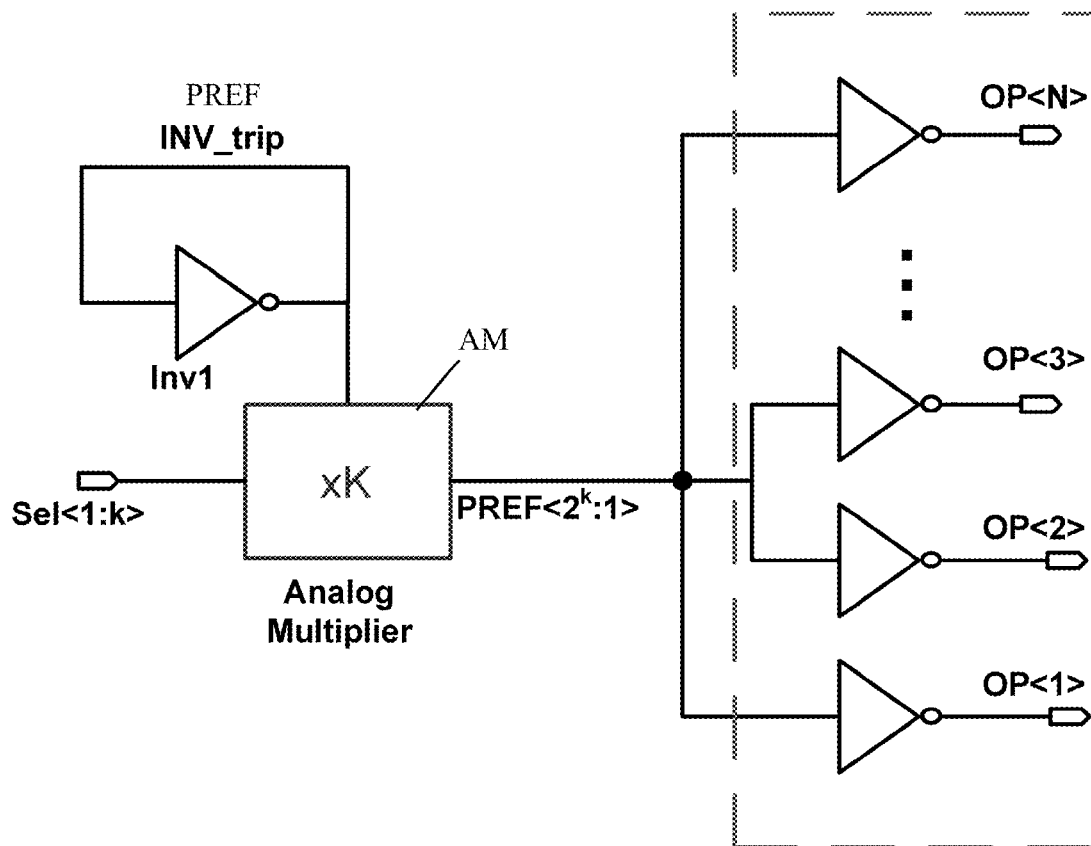 PREF
INV_trip
Inv1
AM
xK
Sel<1:k>
PREF<2^k:1>
Analog
Multiplier
OP<N>
OP<3>
OP<2>
OP<1>